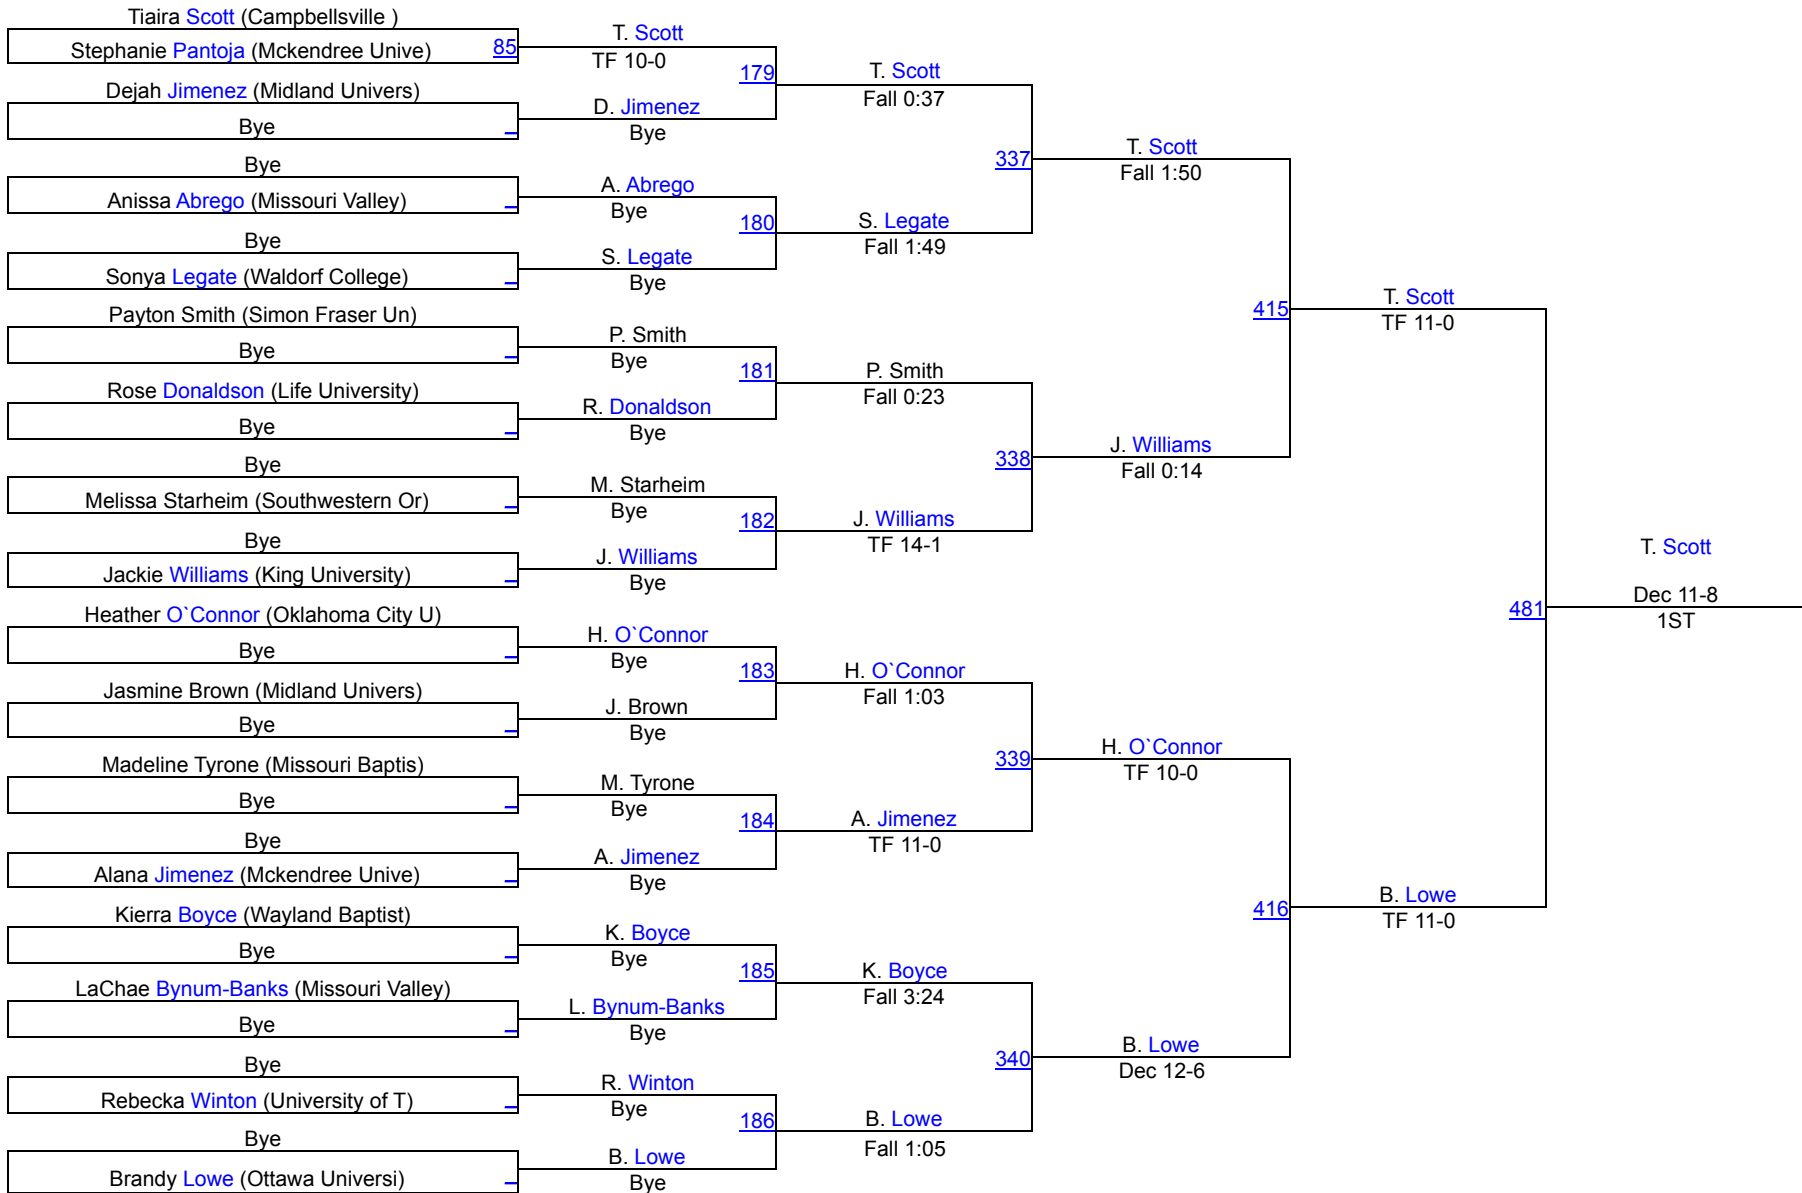 Tiaira Scott (Campbellsville )
Stephanie Pantoja (Mckendree Unive) 85
Dejah Jimenez (Midland Univers)
Bye
Bye
Anissa Abrego (Missouri Valley)
Bye
Sonya Legate (Waldorf College)
Payton Smith (Simon Fraser Un)
Bye
Rose Donaldson (Life University)
Bye
Bye
Melissa Starheim (Southwestern Or)
Bye
Jackie Williams (King University)
Heather O`Connor (Oklahoma City U)
Bye
Jasmine Brown (Midland Univers)
Bye
Madeline Tyrone (Missouri Baptis)
Bye
Bye
Alana Jimenez (Mckendree Unive)
Kierra Boyce (Wayland Baptist)
Bye
LaChae Bynum-Banks (Missouri Valley)
Bye
Bye
Rebecka Winton (University of T)
Bye
Brandy Lowe (Ottawa Universi)
T. Scott
TF 10-0
179
D. Jimenez
Bye
A. Abrego
Bye
180
S. Legate
Bye
P. Smith
Bye
181
R. Donaldson
Bye
M. Starheim
Bye
182
J. Williams
Bye
H. O`Connor
Bye
183
J. Brown
Bye
M. Tyrone
Bye
184
A. Jimenez
Bye
K. Boyce
Bye
185
L. Bynum-Banks
Bye
R. Winton
Bye
186
B. Lowe
Bye
T. Scott
Fall 0:37
337
S. Legate
Fall 1:49
P. Smith
Fall 0:23
338
J. Williams
TF 14-1
H. O`Connor
Fall 1:03
339
A. Jimenez
TF 11-0
K. Boyce
Fall 3:24
340
B. Lowe
Fall 1:05
T. Scott
Fall 1:50
415
J. Williams
Fall 0:14
H. O`Connor
TF 10-0
416
B. Lowe
Dec 12-6
T. Scott
TF 11-0
481
B. Lowe
TF 11-0
T. Scott
Dec 11-8
1ST